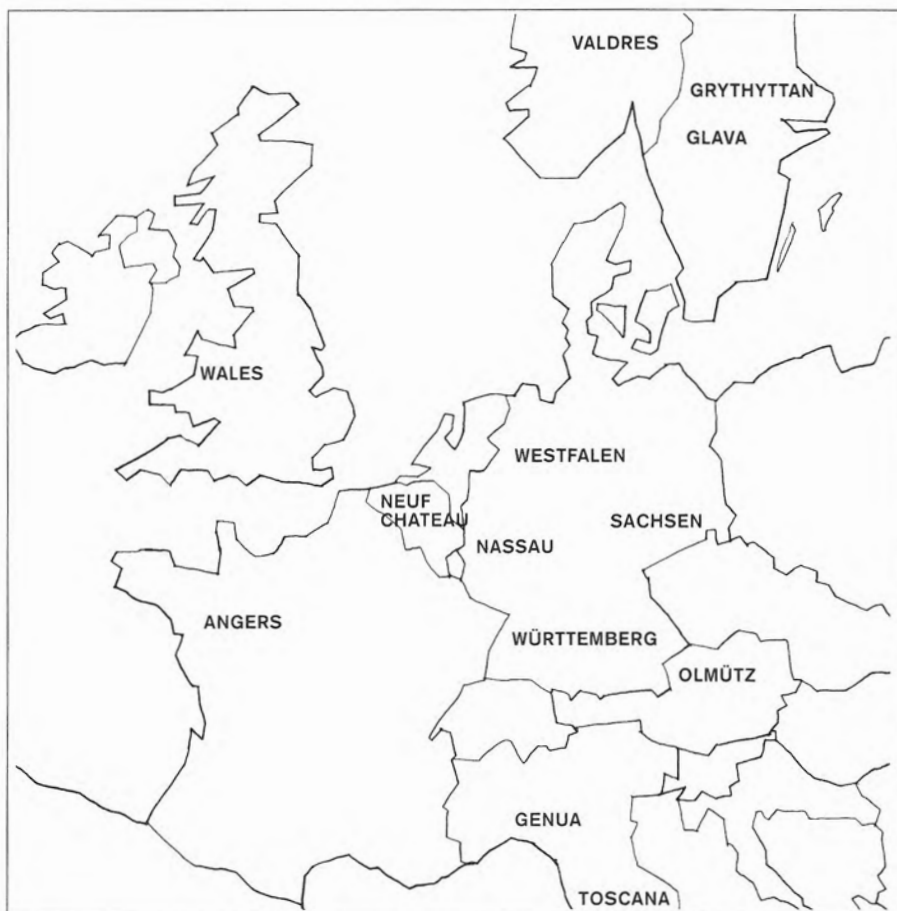 VALDRES
GRYTHYTTAN
GLAVA
WALES
WESTFALEN
NEUF
CHATEAU
SACHSEN
NASSAU
ANGERS
WÜRTTEMBERG
OLMÜTZ
GENUA
TOSCANA